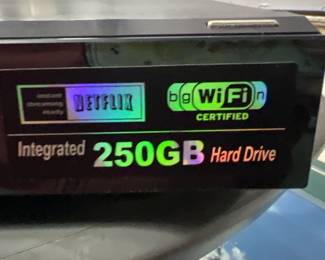 instant
streaming
ready
NETFLIX
b g WiFi n
CERTIFIED
Integrated 250GB Hard Drive